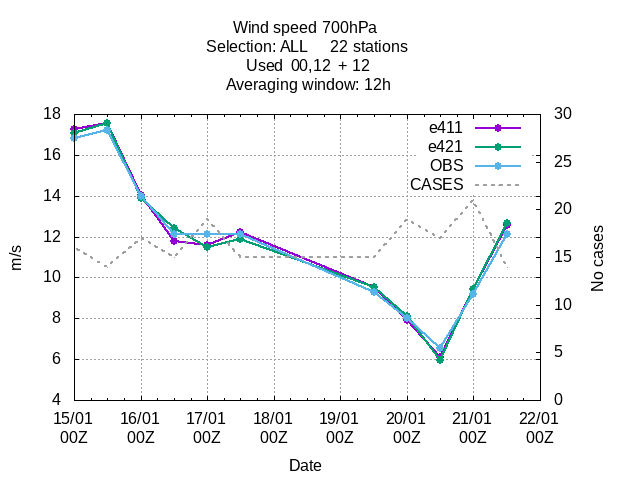 Wind speed 700hPa
Selection: ALL 22 stations
Used 00,12 + 12
Averaging window: 12h
18 30
e411
e421
OBS
CASES
16 25
14 20
12 15
10
8 10
6 5
4 0
m/s
No cases
15/01 16/01 17/01 18/01 19/01 20/01 21/01 22/01
00Z 00Z 00Z 00Z 00Z 00Z 00Z 00Z
Date